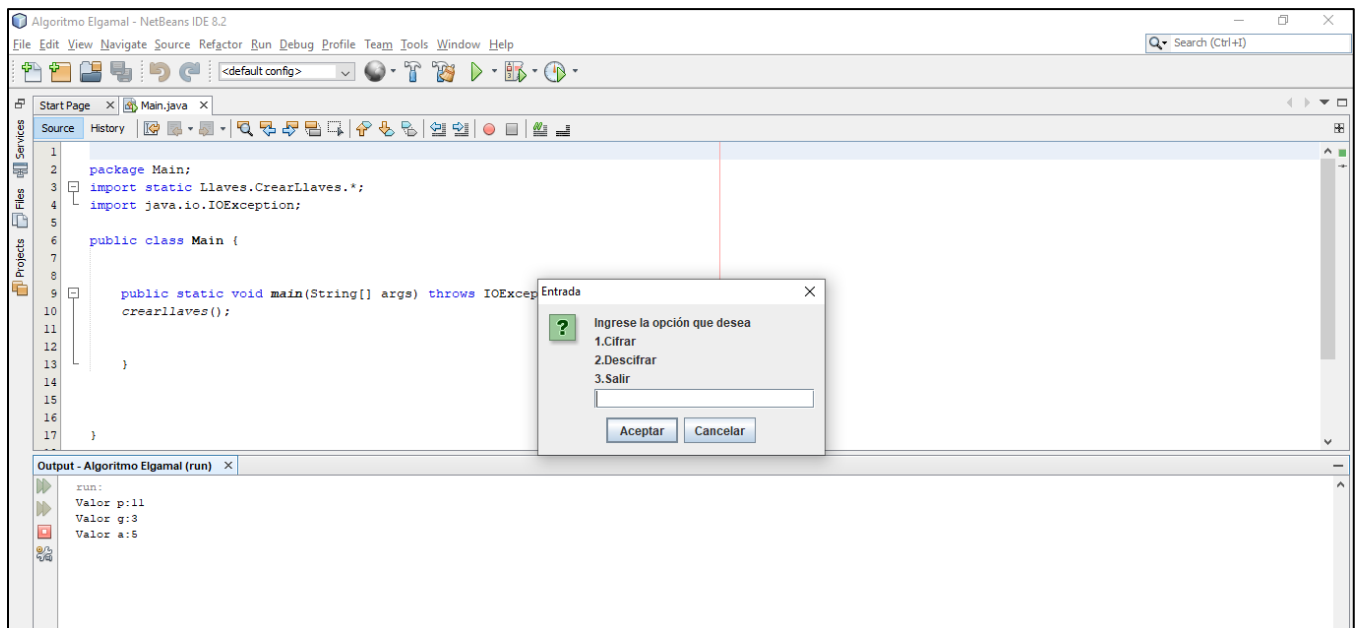 Algoritmo Elgamal - NetBeans IDE 8.2
File Edit View Navigate Source Refactor Run Debug Profile Team Tools Window Help
Search (Ctrl+I)
<default config>
Start Page
Main.java
Source History
Services
Files
Projects
1
2 package Main;
3 import static Llaves.CrearLlaves.*;
4 import java.io.IOException;
5
6 public class Main {
7
8
9 public static void main(String[] args) throws IOExcep
10 crearllaves();
11
12
13 }
14
15
16
17 }
Entrada
Ingrese la opción que desea
1.Cifrar
2.Descifrar
3.Salir
Aceptar Cancelar
Output - Algoritmo Elgamal (run)
run:
Valor p:11
Valor g:3
Valor a:5